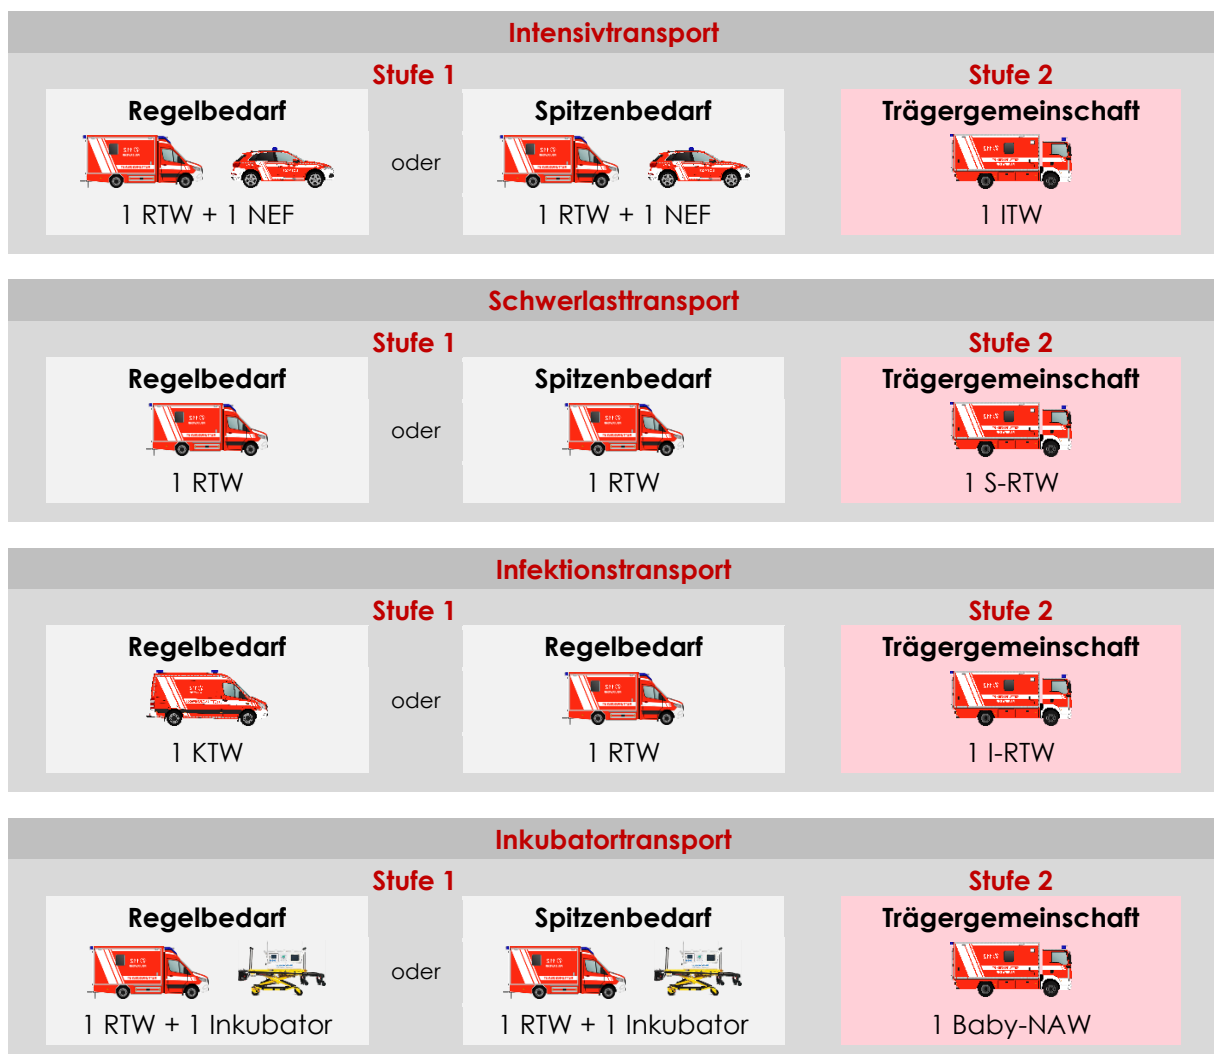 Intensivtransport
Stufe 1
Stufe 2
Regelbedarf
oder
Spitzenbedarf
Trägergemeinschaft
1 RTW + 1 NEF
1 RTW + 1 NEF
1 ITW
Schwerlasttransport
Stufe 1
Stufe 2
Regelbedarf
oder
Spitzenbedarf
Trägergemeinschaft
1 RTW
1 RTW
1 S-RTW
Infektionstransport
Stufe 1
Stufe 2
Regelbedarf
oder
Regelbedarf
Trägergemeinschaft
1 KTW
1 RTW
1 I-RTW
Inkubatortransport
Stufe 1
Stufe 2
Regelbedarf
oder
Spitzenbedarf
Trägergemeinschaft
1 RTW + 1 Inkubator
1 RTW + 1 Inkubator
1 Baby-NAW